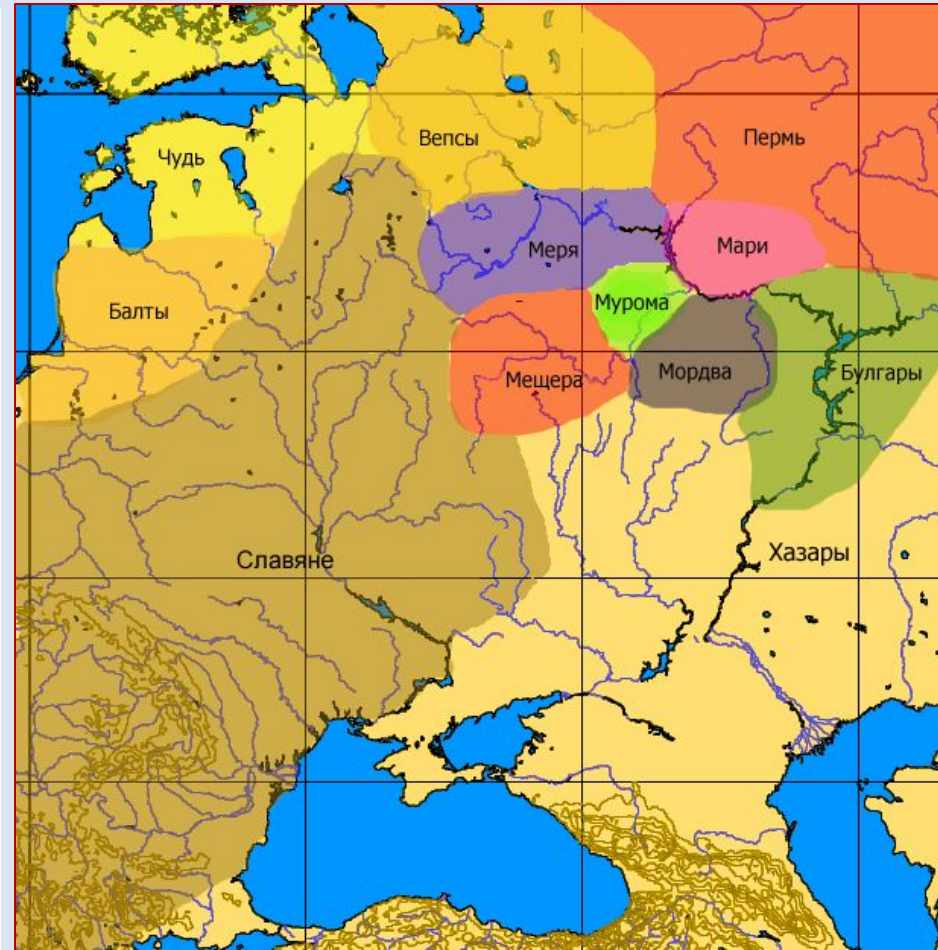 Вепсы
Пермь
Чудь
Меря
Мари
Мурома
Балты
Мещера
Мордва
Булгары
Славяне
Хазары